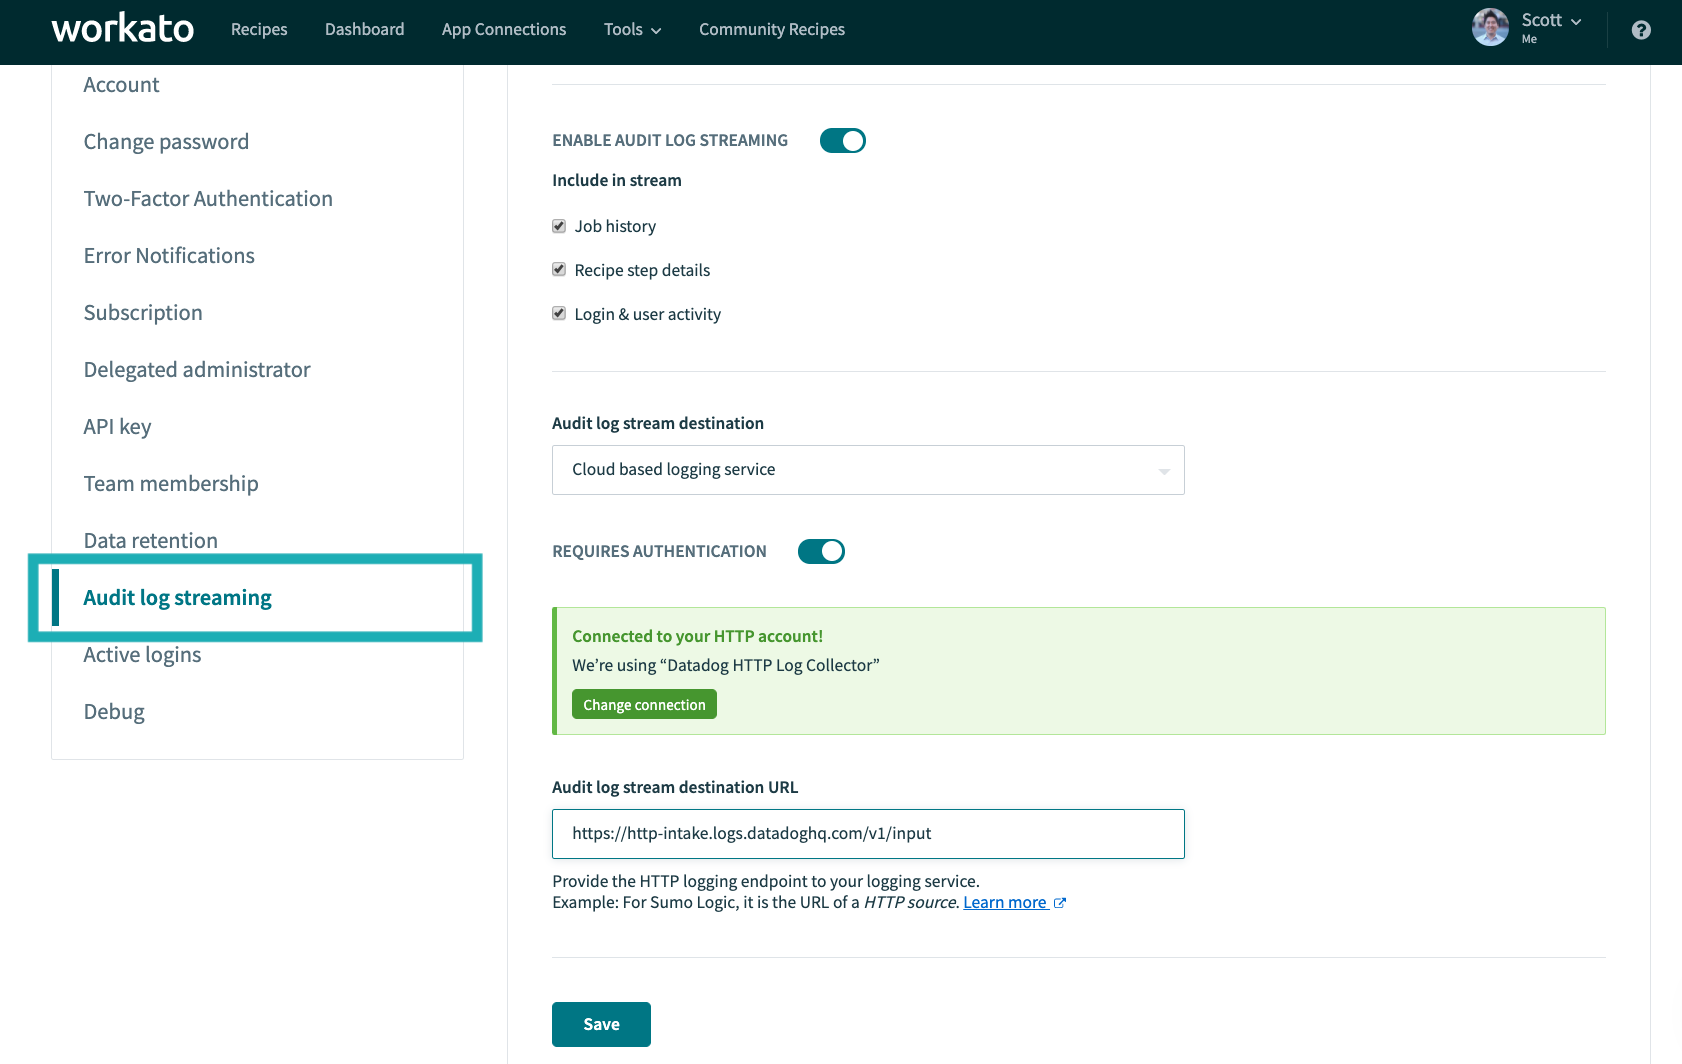 workato
Recipes
Dashboard
App Connections
Tools
Community Recipes
Scott
Me
?
Account
Change password
Two-Factor Authentication
Error Notifications
Subscription
Delegated administrator
API key
Team membership
Data retention
Audit log streaming
Active logins
Debug
ENABLE AUDIT LOG STREAMING
Include in stream
Job history
Recipe step details
Login & user activity
Audit log stream destination
Cloud based logging service
REQUIRES AUTHENTICATION
Connected to your HTTP account!
We’re using “Datadog HTTP Log Collector”
Change connection
Audit log stream destination URL
https://http-intake.logs.datadoghq.com/v1/input
Provide the HTTP logging endpoint to your logging service.
Example: For Sumo Logic, it is the URL of a HTTP source. Learn more
Save